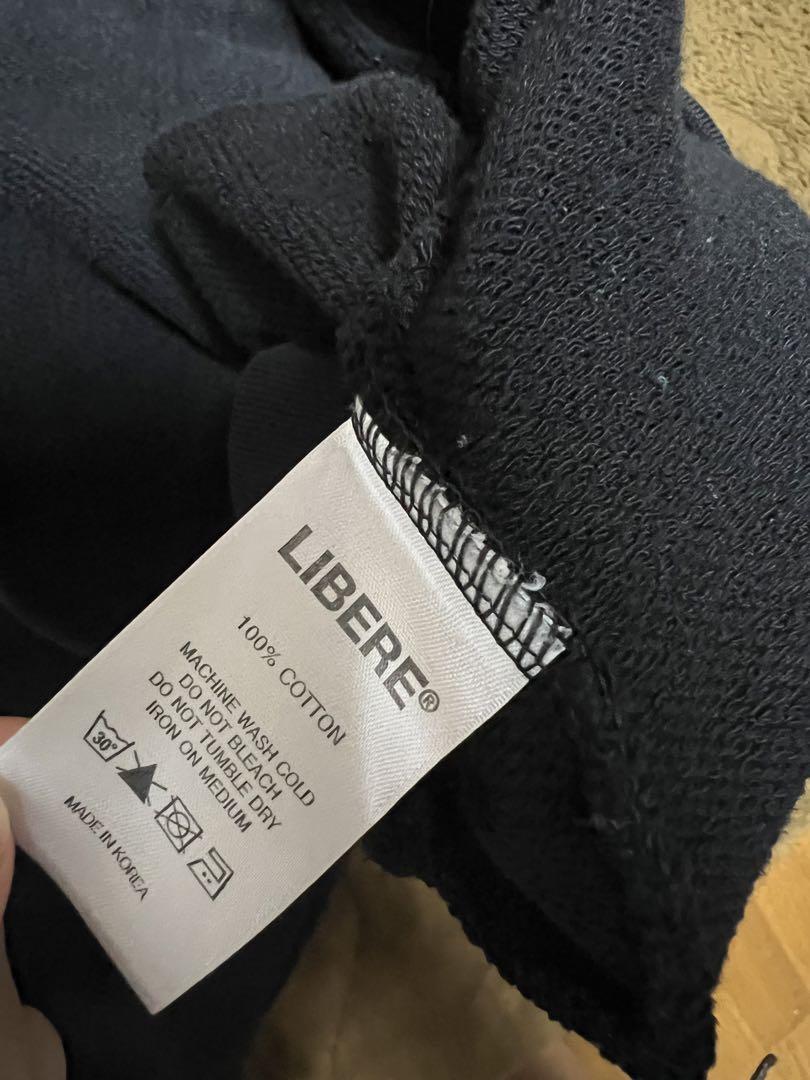 LIBERE®
100% COTTON
MACHINE WASH COLD
DO NOT BLEACH
DO NOT TUMBLE DRY
IRON ON MEDIUM
30°
MADE IN KOREA